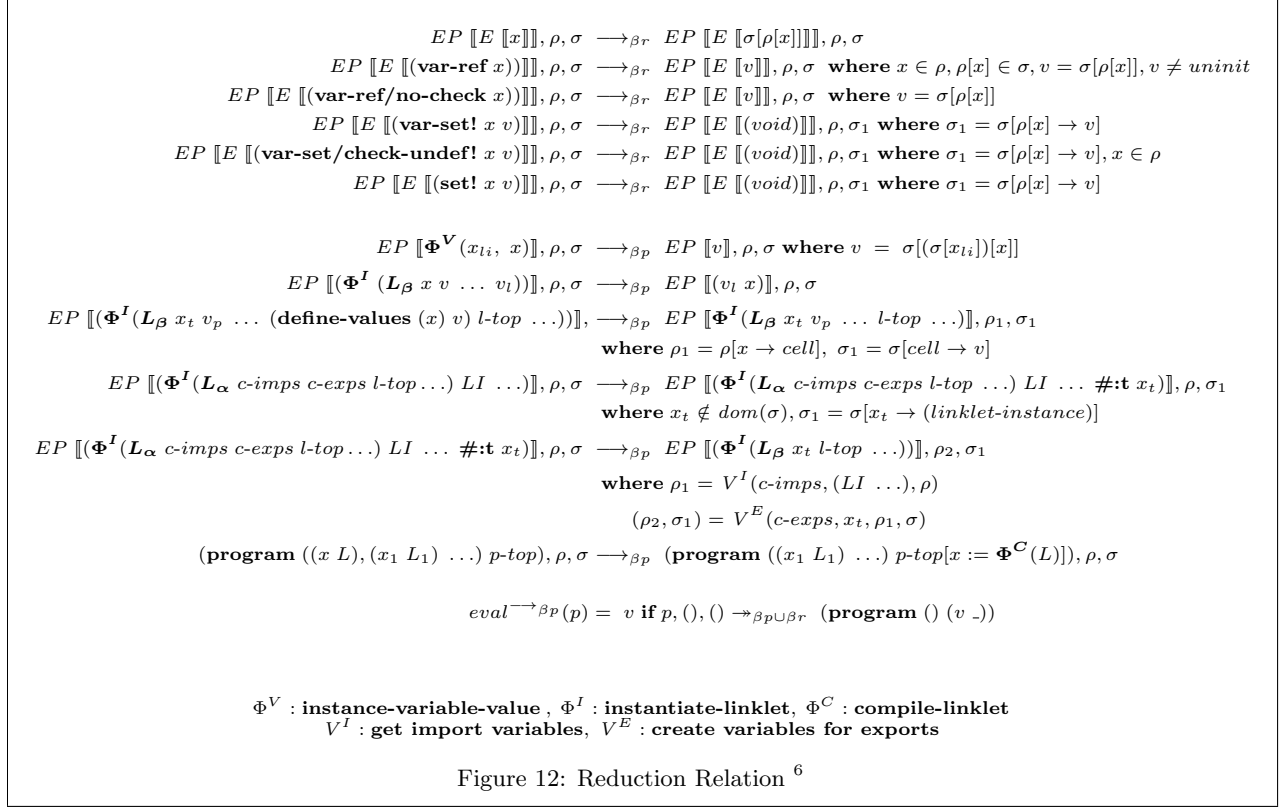 EP ⟦E ⟦x⟧⟧, ρ, σ ⟶βr EP ⟦E ⟦σ[ρ[x]]⟧⟧, ρ, σ
EP ⟦E ⟦(var-ref x))⟧⟧, ρ, σ ⟶βr EP ⟦E ⟦v⟧⟧, ρ, σ where x ∈ ρ, ρ[x] ∈ σ, v = σ[ρ[x]], v ≠ uninit
EP ⟦E ⟦(var-ref/no-check x))⟧⟧, ρ, σ ⟶βr EP ⟦E ⟦v⟧⟧, ρ, σ where v = σ[ρ[x]]
EP ⟦E ⟦(var-set! x v)⟧⟧, ρ, σ ⟶βr EP ⟦E ⟦(void)⟧⟧, ρ, σ₁ where σ₁ = σ[ρ[x] → v]
EP ⟦E ⟦(var-set/check-undef! x v)⟧⟧, ρ, σ ⟶βr EP ⟦E ⟦(void)⟧⟧, ρ, σ₁ where σ₁ = σ[ρ[x] → v], x ∈ ρ
EP ⟦E ⟦(set! x v)⟧⟧, ρ, σ ⟶βr EP ⟦E ⟦(void)⟧⟧, ρ, σ₁ where σ₁ = σ[ρ[x] → v]
EP ⟦Φ^V(x_li, x)⟧, ρ, σ ⟶βp EP ⟦v⟧, ρ, σ where v = σ[(σ[x_li])[x]]
EP ⟦(Φ^I (L_β x v … v_l))⟧, ρ, σ ⟶βp EP ⟦(v_l x)⟧, ρ, σ
EP ⟦(Φ^I(L_β x_t v_p … (define-values (x) v) l-top …))⟧, ⟶βp EP ⟦Φ^I(L_β x_t v_p … l-top …)⟧, ρ₁, σ₁
where ρ₁ = ρ[x → cell], σ₁ = σ[cell → v]
EP ⟦(Φ^I(L_α c-imps c-exps l-top …) LI …)⟧, ρ, σ ⟶βp EP ⟦(Φ^I(L_α c-imps c-exps l-top …) LI … #:t x_t)⟧, ρ, σ₁
where x_t ∉ dom(σ), σ₁ = σ[x_t → (linklet-instance)]
EP ⟦(Φ^I(L_α c-imps c-exps l-top …) LI … #:t x_t)⟧, ρ, σ ⟶βp EP ⟦(Φ^I(L_β x_t l-top …))⟧, ρ₂, σ₁
where ρ₁ = V^I(c-imps, (LI …), ρ)
(ρ₂, σ₁) = V^E(c-exps, x_t, ρ₁, σ)
(program ((x L), (x₁ L₁) …) p-top), ρ, σ ⟶βp (program ((x₁ L₁) …) p-top[x := Φ^C(L)]), ρ, σ
eval^⟶βp(p) = v if p, (), () ↠βp∪βr (program () (v _))
Φ^V : instance-variable-value , Φ^I : instantiate-linklet, Φ^C : compile-linklet
V^I : get import variables, V^E : create variables for exports
Figure 12: Reduction Relation ⁶